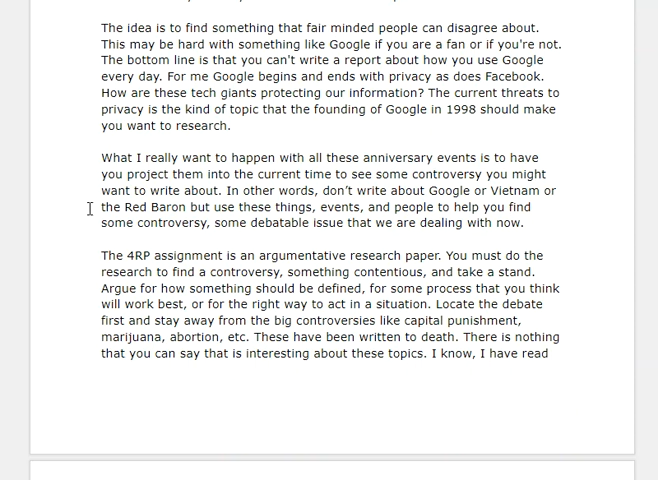 The idea is to find something that fair minded people can disagree about.
This may be hard with something like Google if you are a fan or if you're not.
The bottom line is that you can't write a report about how you use Google
every day. For me Google begins and ends with privacy as does Facebook.
How are these tech giants protecting our information? The current threats to
privacy is the kind of topic that the founding of Google in 1998 should make
you want to research.
What I really want to happen with all these anniversary events is to have
you project them into the current time to see some controversy you might
want to write about. In other words, don’t write about Google or Vietnam or
the Red Baron but use these things, events, and people to help you find
some controversy, some debatable issue that we are dealing with now.
The 4RP assignment is an argumentative research paper. You must do the
research to find a controversy, something contentious, and take a stand.
Argue for how something should be defined, for some process that you think
will work best, or for the right way to act in a situation. Locate the debate
first and stay away from the big controversies like capital punishment,
marijuana, abortion, etc. These have been written to death. There is nothing
that you can say that is interesting about these topics. I know, I have read